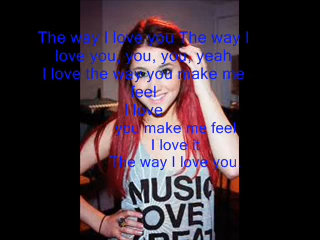 The way I love you The way I
love you, you, you, yeah
I love the way you make me
feel
I love
you make me feel
I love it
The way I love you
MUSIC
LOVE